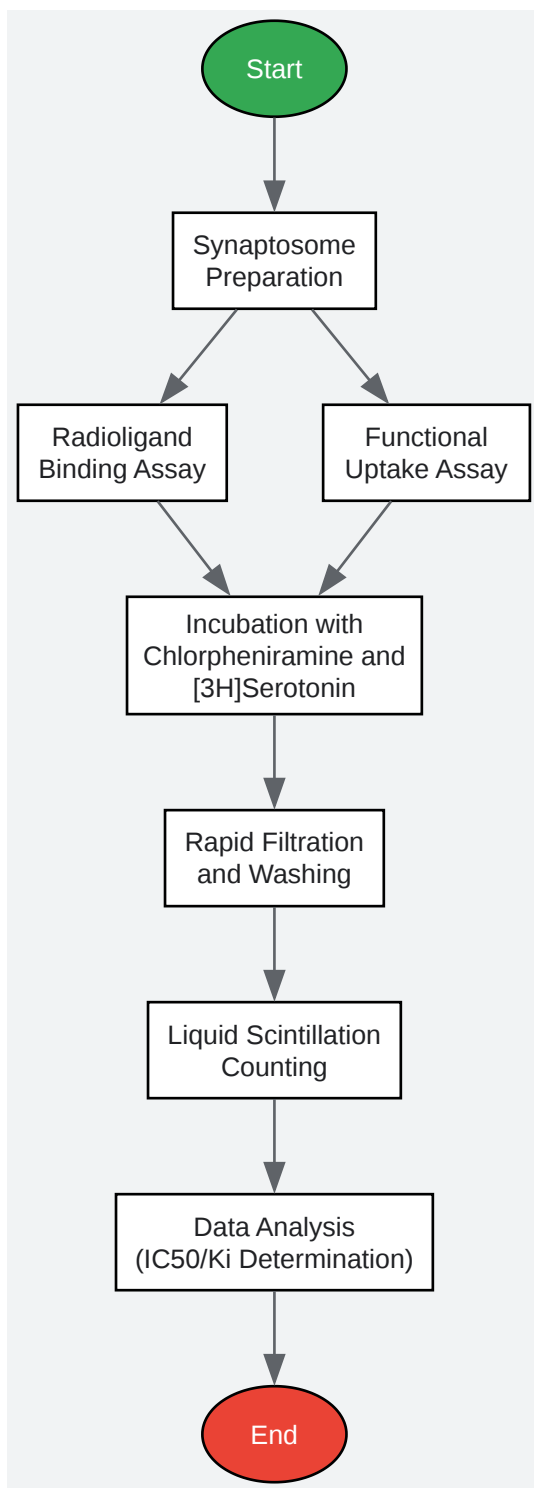 Start
Synaptosome
Preparation
Radioligand
Binding Assay
Functional
Uptake Assay
Incubation with
Chlorpheniramine and
[3H]Serotonin
Rapid Filtration
and Washing
Liquid Scintillation
Counting
Data Analysis
(IC50/Ki Determination)
End